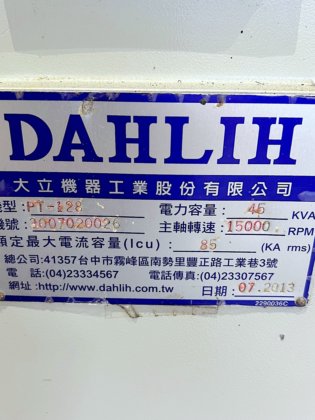 DAHLIH
大立機器工業股份有限公司
機型: PT-128 電力容量: 45 KVA
機號: 3007020026 主軸轉速: 15000 RPM
額定最大電流容量(Icu) : 85 (KA rms)
總公司:41357台中市霧峰區南勢里豐正路工業巷3號
電 話:(04)23334567 電話傳真:(04)23307567
網址 :http://www.dahlih.com.tw 日期: 07.2013
2290036C